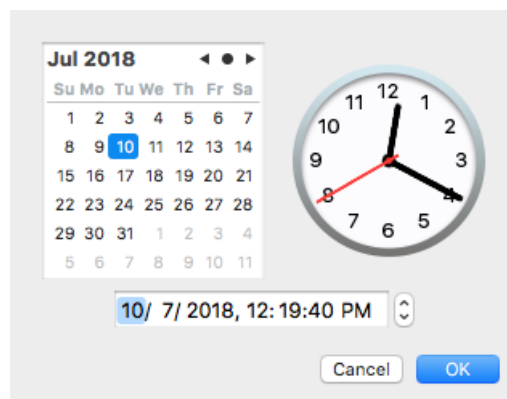 Jul 2018
Su Mo Tu We Th Fr Sa
1 2 3 4 5 6 7
8 9 10 11 12 13 14
15 16 17 18 19 20 21
22 23 24 25 26 27 28
29 30 31 1 2 3 4
5 6 7 8 9 10 11
12
1
2
3
4
5
6
7
8
9
10
11
10/ 7/ 2018, 12:19:40 PM
Cancel OK